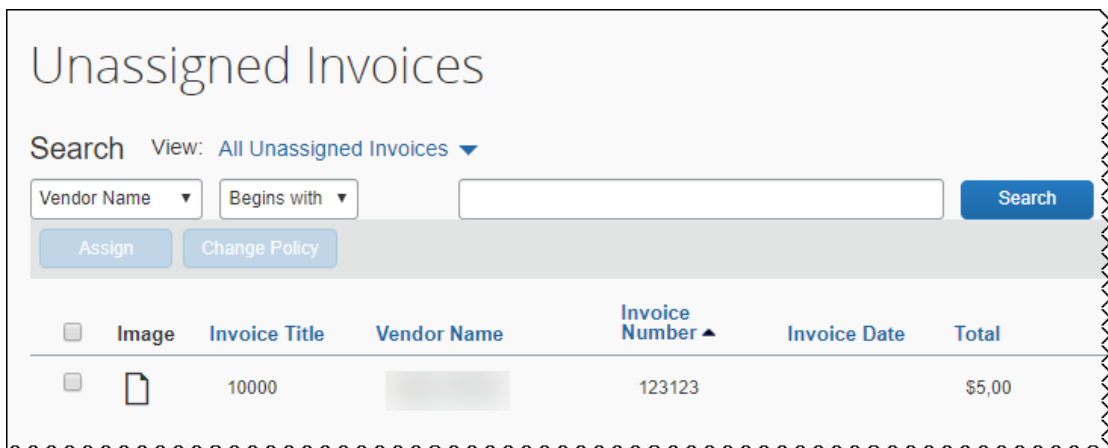 Unassigned Invoices
Search View: All Unassigned Invoices
Vendor Name Begins with Search
Assign Change Policy
Image Invoice Title Vendor Name Invoice Number Invoice Date Total
10000 123123 $5,00